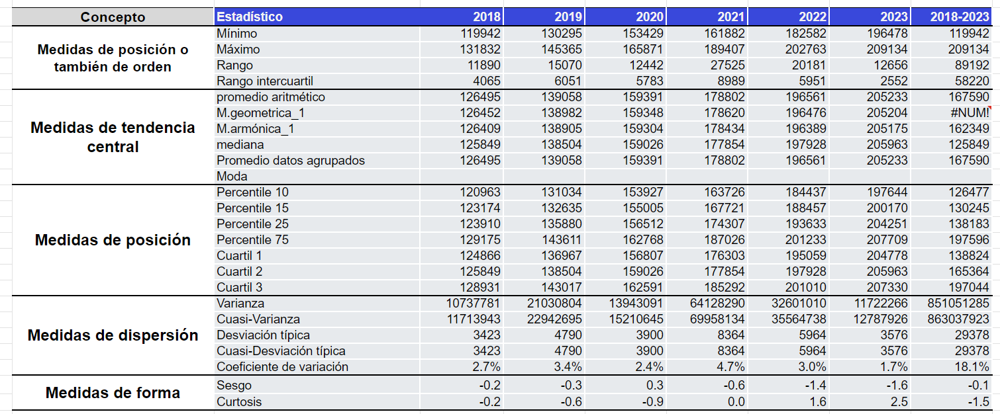 Concepto Estadístico 2018 2019 2020 2021 2022 2023 2018-2023
Medidas de posición o
también de orden
Mínimo 119942 130295 153429 161882 182582 196478 119942
Máximo 131832 145365 165871 189407 202763 209134 209134
Rango 11890 15070 12442 27525 20181 12656 89192
Rango intercuartil 4065 6051 5783 8989 5951 2552 58220
Medidas de tendencia
central
promedio aritmético 126495 139058 159391 178802 196561 205233 167590
M.geometrica_1 126452 138982 159348 178620 196476 205204 #NUM!
M.armónica_1 126409 138905 159304 178434 196389 205175 162349
mediana 125849 138504 159026 177854 197928 205963 125849
Promedio datos agrupados 126495 139058 159391 178802 196561 205233 167590
Moda
Medidas de posición
Percentile 10 120963 131034 153927 163726 184437 197644 126477
Percentile 15 123174 132635 155005 167721 188457 200170 130245
Percentile 25 123910 135880 156512 174307 193633 204251 138183
Percentile 75 129175 143611 162768 187026 201233 207709 197596
Cuartil 1 124866 136967 156807 176303 195059 204778 138824
Cuartil 2 125849 138504 159026 177854 197928 205963 165364
Cuartil 3 128931 143017 162591 185292 201010 207330 197044
Medidas de dispersión
Varianza 10737781 21030804 13943091 64128290 32601010 11722266 851051285
Cuasi-Varianza 11713943 22942695 15210645 69958134 35564738 12787926 863037923
Desviación típica 3423 4790 3900 8364 5964 3576 29378
Cuasi-Desviación típica 3423 4790 3900 8364 5964 3576 29378
Coeficiente de variación 2.7% 3.4% 2.4% 4.7% 3.0% 1.7% 18.1%
Medidas de forma
Sesgo -0.2 -0.3 0.3 -0.6 -1.4 -1.6 -0.1
Curtosis -0.2 -0.6 -0.9 0.0 1.6 2.5 -1.5